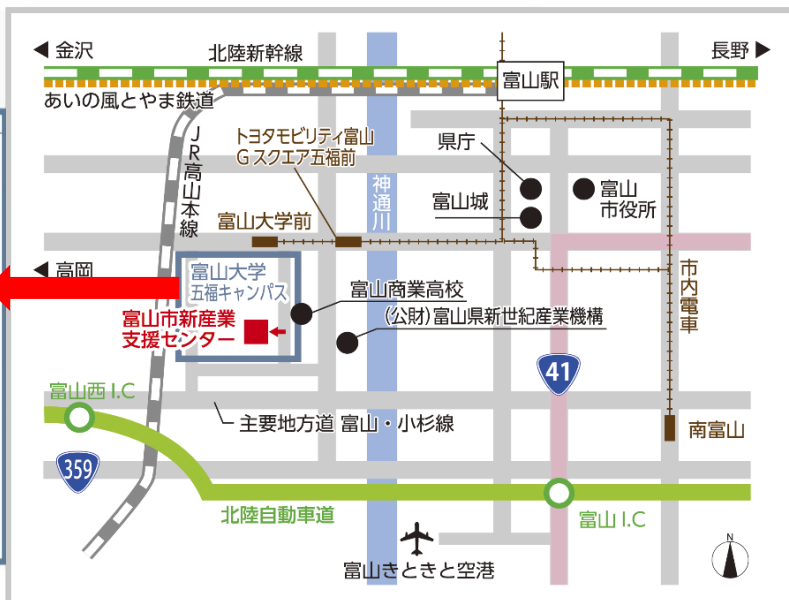 金沢
北陸新幹線
長野
富山駅
あいの風とやま鉄道
JR高山本線
トヨタモビリティ富山
Gスクエア五福前
県庁
神通川
富山城
富山
市役所
富山大学前
高岡
富山大学
五福キャンパス
富山商業高校
市内電車
富山市新産業
支援センター
(公財)富山県新世紀産業機構
41
富山西I.C
主要地方道 富山・小杉線
南富山
359
北陸自動車道
富山I.C
富山きときと空港
N